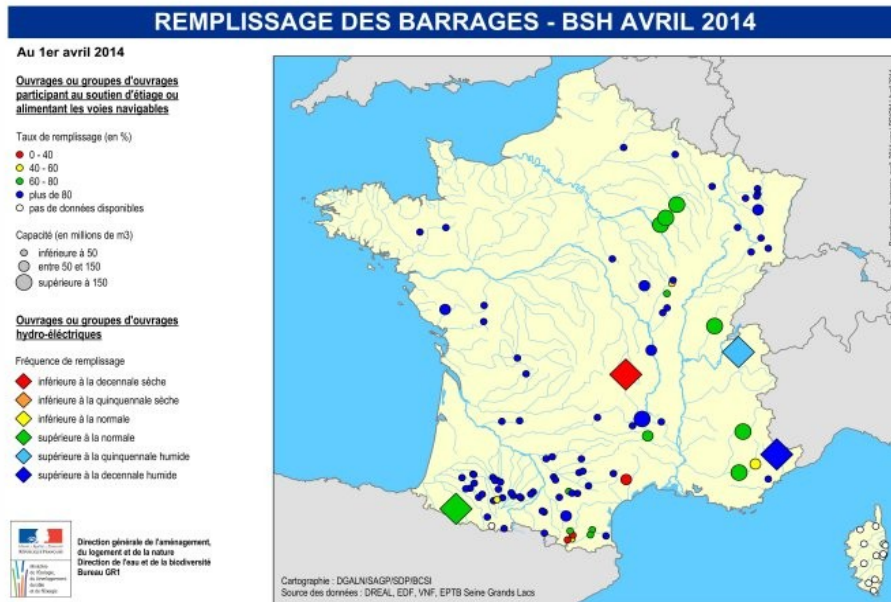 REMPLISSAGE DES BARRAGES - BSH AVRIL 2014
Au 1er avril 2014
Ouvrages ou groupes d'ouvrages
participant au soutien d'étiage ou
alimentant les voies navigables
Taux de remplissage (en %)
0 - 40
40 - 60
60 - 80
plus de 80
pas de données disponibles
Capacité (en millions de m3)
inférieure à 50
entre 50 et 150
supérieure à 150
Ouvrages ou groupes d'ouvrages
hydro-éléctriques
Fréquence de remplissage
inférieure à la decennale sèche
inférieure à la quinquennale sèche
inférieure à la normale
supérieure à la normale
supérieure à la quinquennale humide
supérieure à la decennale humide
Direction générale de l'aménagement,
du logement et de la nature
Direction de l'eau et de la biodiversité
Bureau GR1
Cartographie : DGALN/SAGP/SDP/BCSI
Source des données : DREAL, EDF, VNF, EPTB Seine Grands Lacs